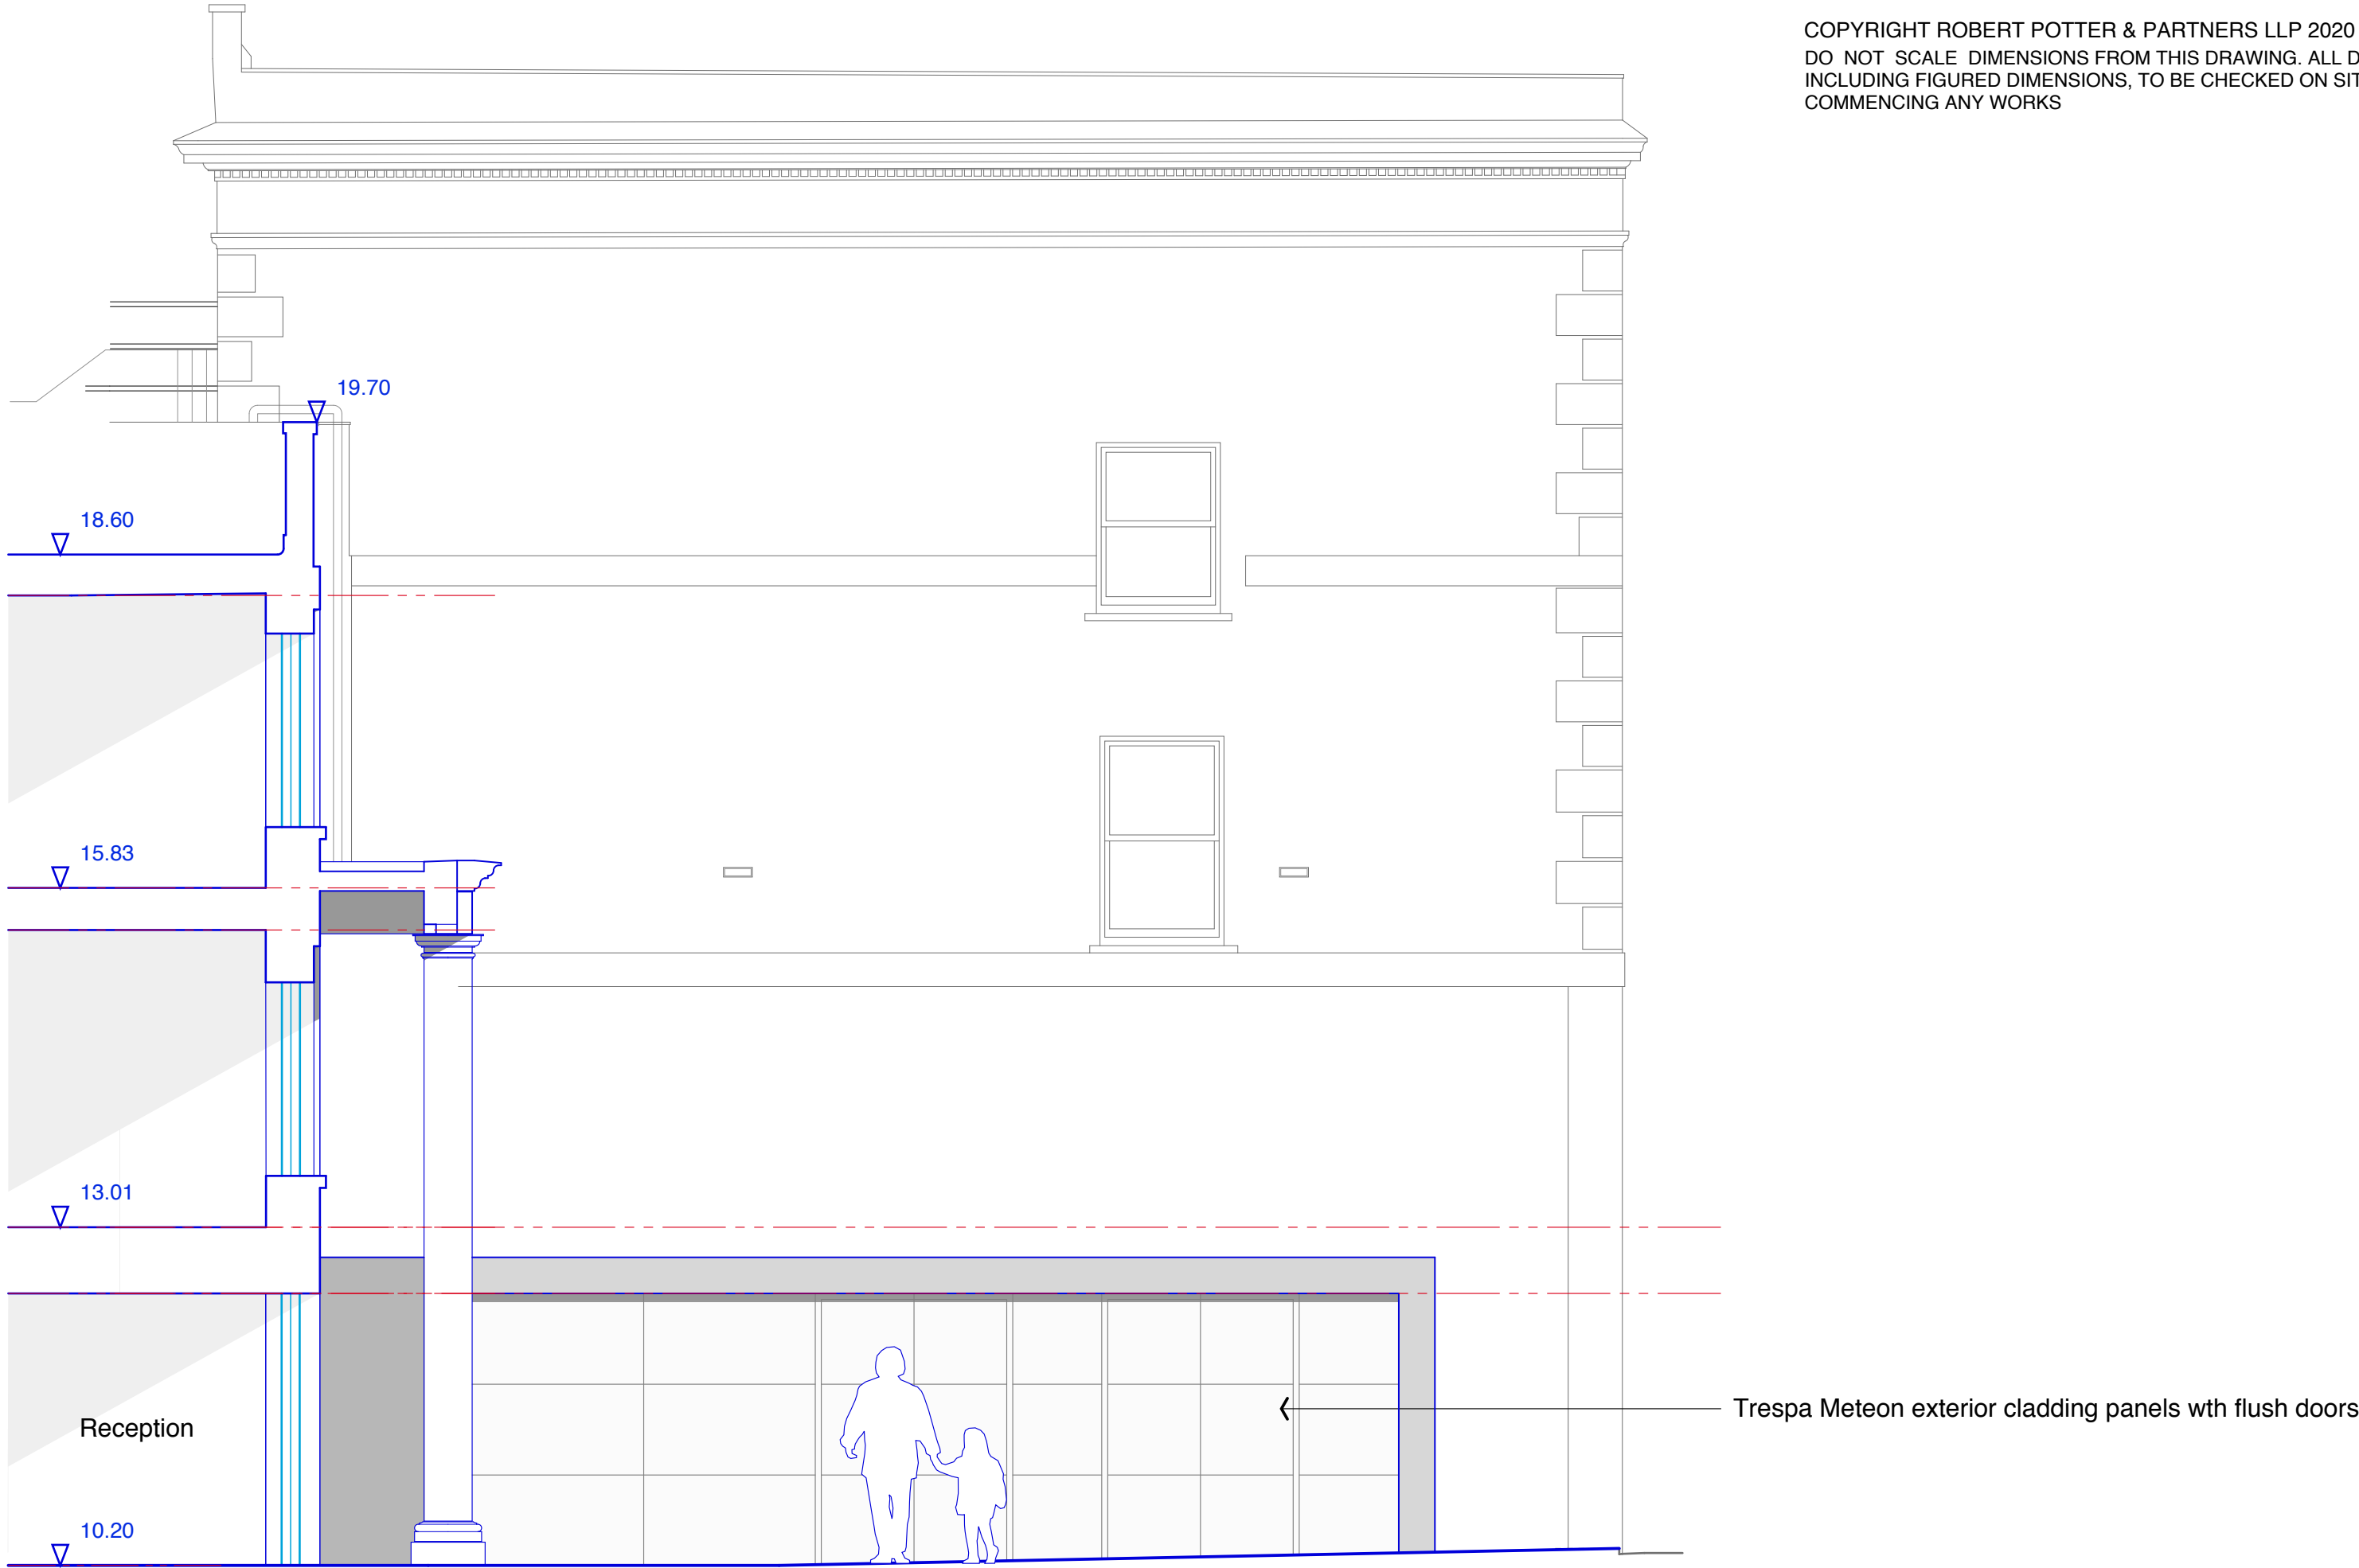 COPYRIGHT ROBERT POTTER & PARTNERS LLP 2020
DO NOT SCALE DIMENSIONS FROM THIS DRAWING. ALL
INCLUDING FIGURED DIMENSIONS, TO BE CHECKED ON
COMMENCING ANY WORKS
19.70
18.60
15.83
13.01
Trespa Meteon exterior cladding panels wth flush doors
Reception
10.20